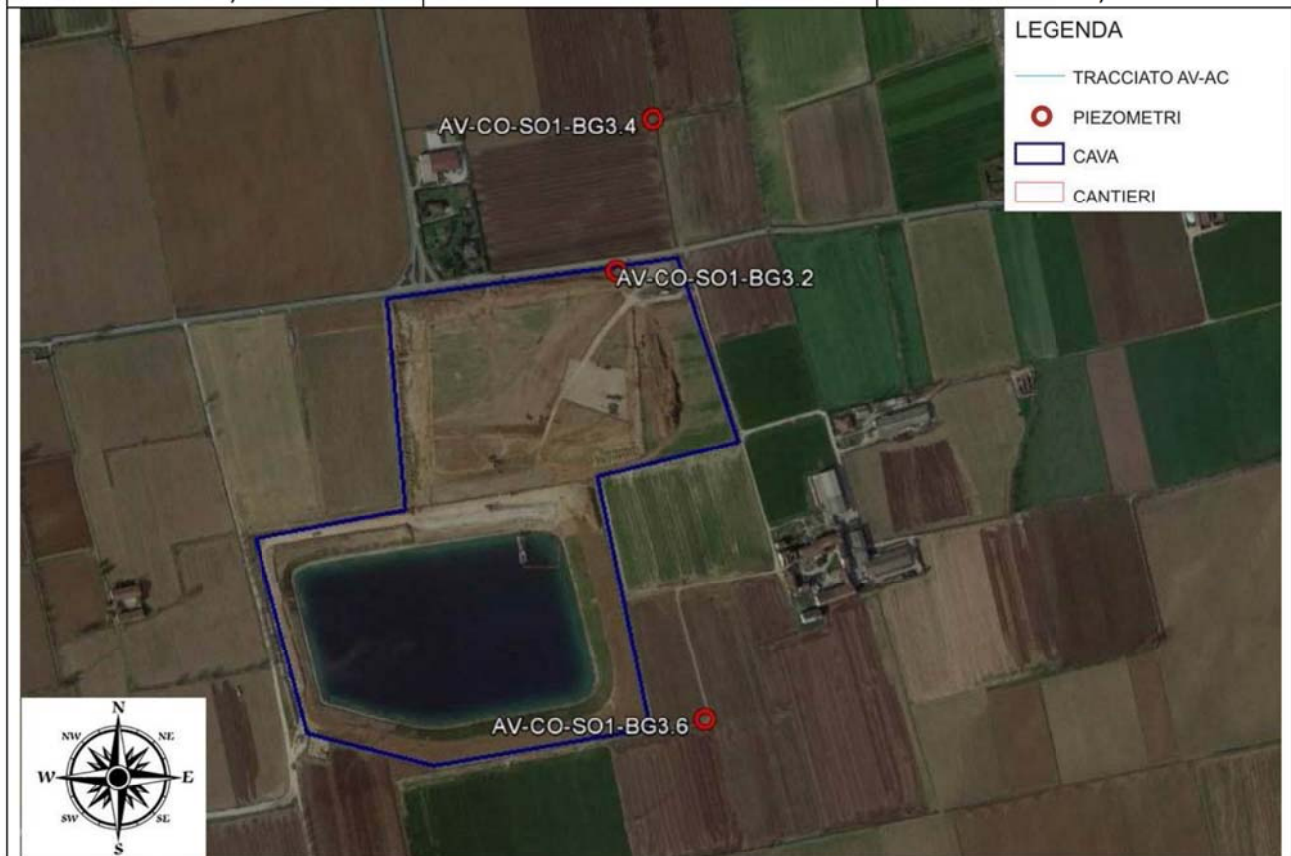 LEGENDA
TRACCIATO AV-AC
PIEZOMETRI
CAVA
CANTIERI
AV-CO-SO1-BG3.4
AV-CO-SO1-BG3.2
AV-CO-SO1-BG3.6
N
NW NE
W E
SW SE
S